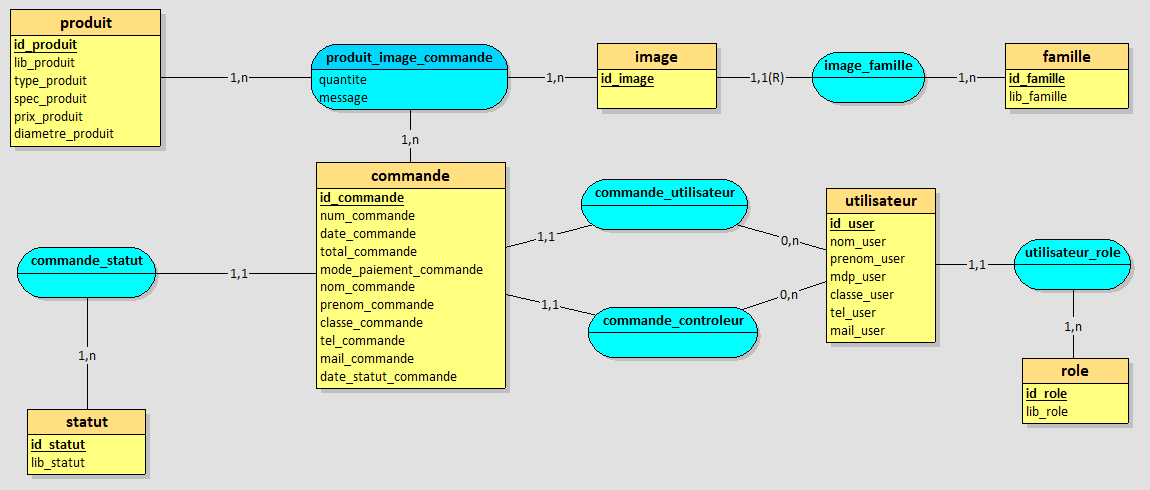 produit
id_produit
lib_produit
type_produit
spec_produit
prix_produit
diametre_produit
1,n
produit_image_commande
quantite
message
1,n
image
id_image
1,1(R)
image_famille
1,n
famille
id_famille
lib_famille
1,n
commande
id_commande
num_commande
date_commande
total_commande
mode_paiement_commande
nom_commande
prenom_commande
classe_commande
tel_commande
mail_commande
date_statut_commande
commande_statut
1,1
1,n
statut
id_statut
lib_statut
1,1
commande_utilisateur
0,n
1,1
commande_controleur
0,n
utilisateur
id_user
nom_user
prenom_user
mdp_user
classe_user
tel_user
mail_user
1,1
utilisateur_role
1,n
role
id_role
lib_role